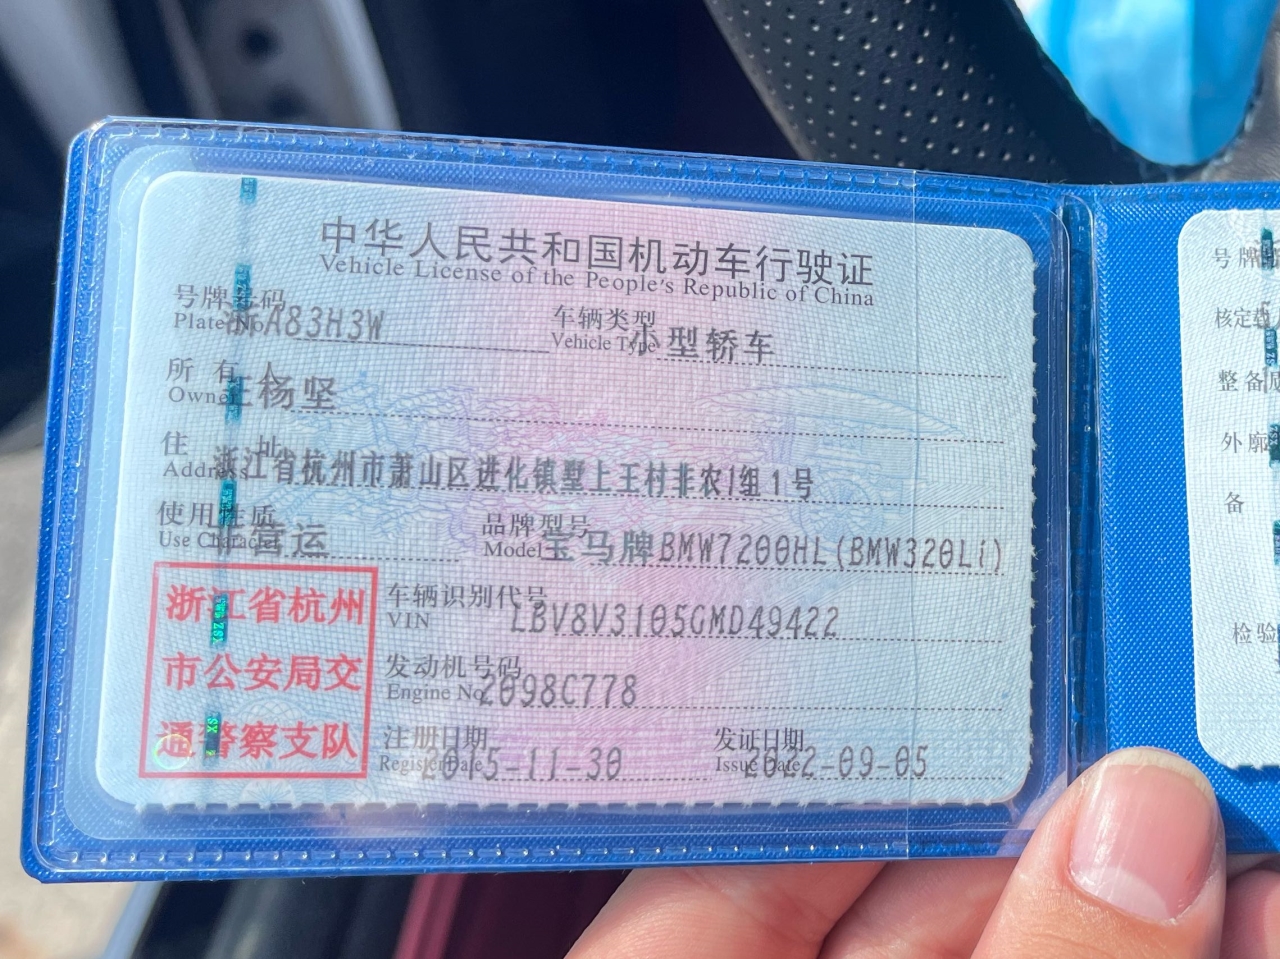 中华人民共和国机动车行驶证
Vehicle License of the People's Republic of China
号牌号码 浙A83H3W 车辆类型 小型轿车
Plate No. Vehicle Type
所有人 王杨坚
Owner
住址 浙江省杭州市萧山区进化镇墅上王村非农1组1号
Address
使用性质 营运 品牌型号 宝马牌BMW7200HL(BMW320Li)
Use Character Model
浙江省杭州
市公安局交
通警察支队
车辆识别代号 LBV8V3105GMD49422
VIN
发动机号码 2098C778
Engine No.
注册日期 2015-11-30 发证日期 2022-09-05
Register Date Issue Date
号牌
核定载
整备质
外廓
备
检验